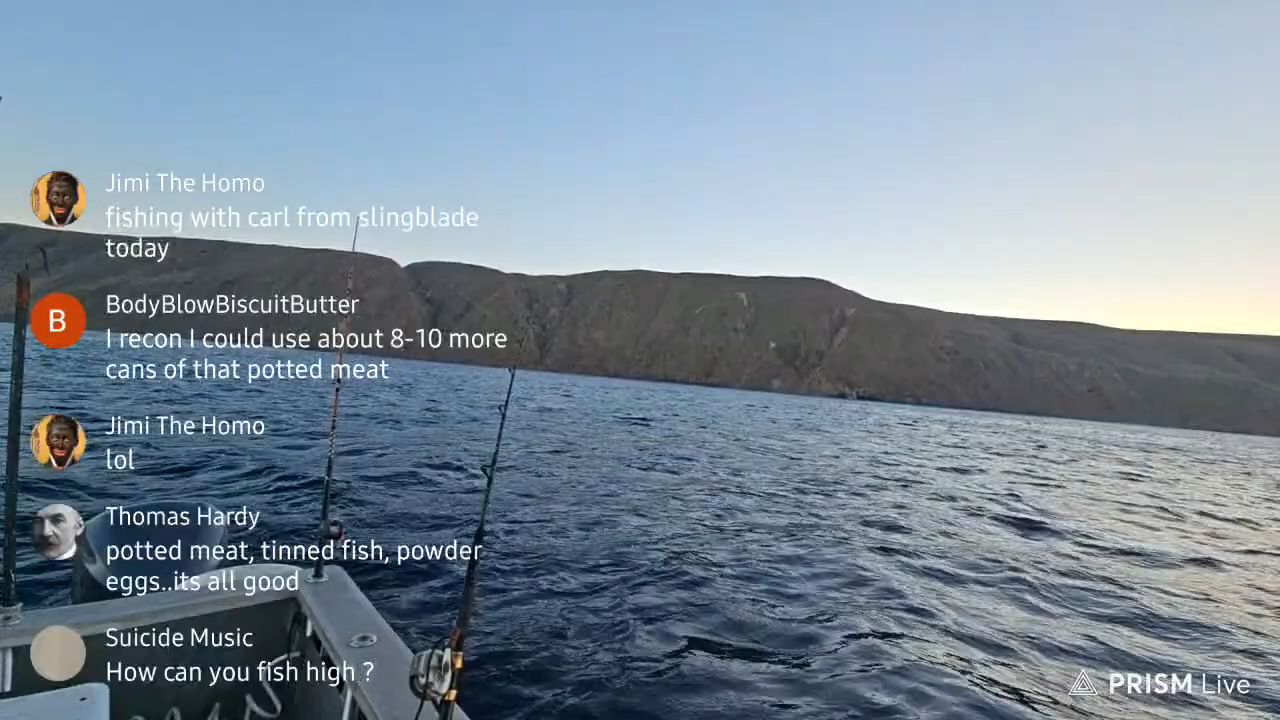 Jimi The Homo
fishing with carl from slingblade
today
B
BodyBlowBiscuitButter
I recon I could use about 8-10 more
cans of that potted meat
Jimi The Homo
lol
Thomas Hardy
potted meat, tinned fish, powder
eggs..its all good
Suicide Music
How can you fish high ?
PRISM Live